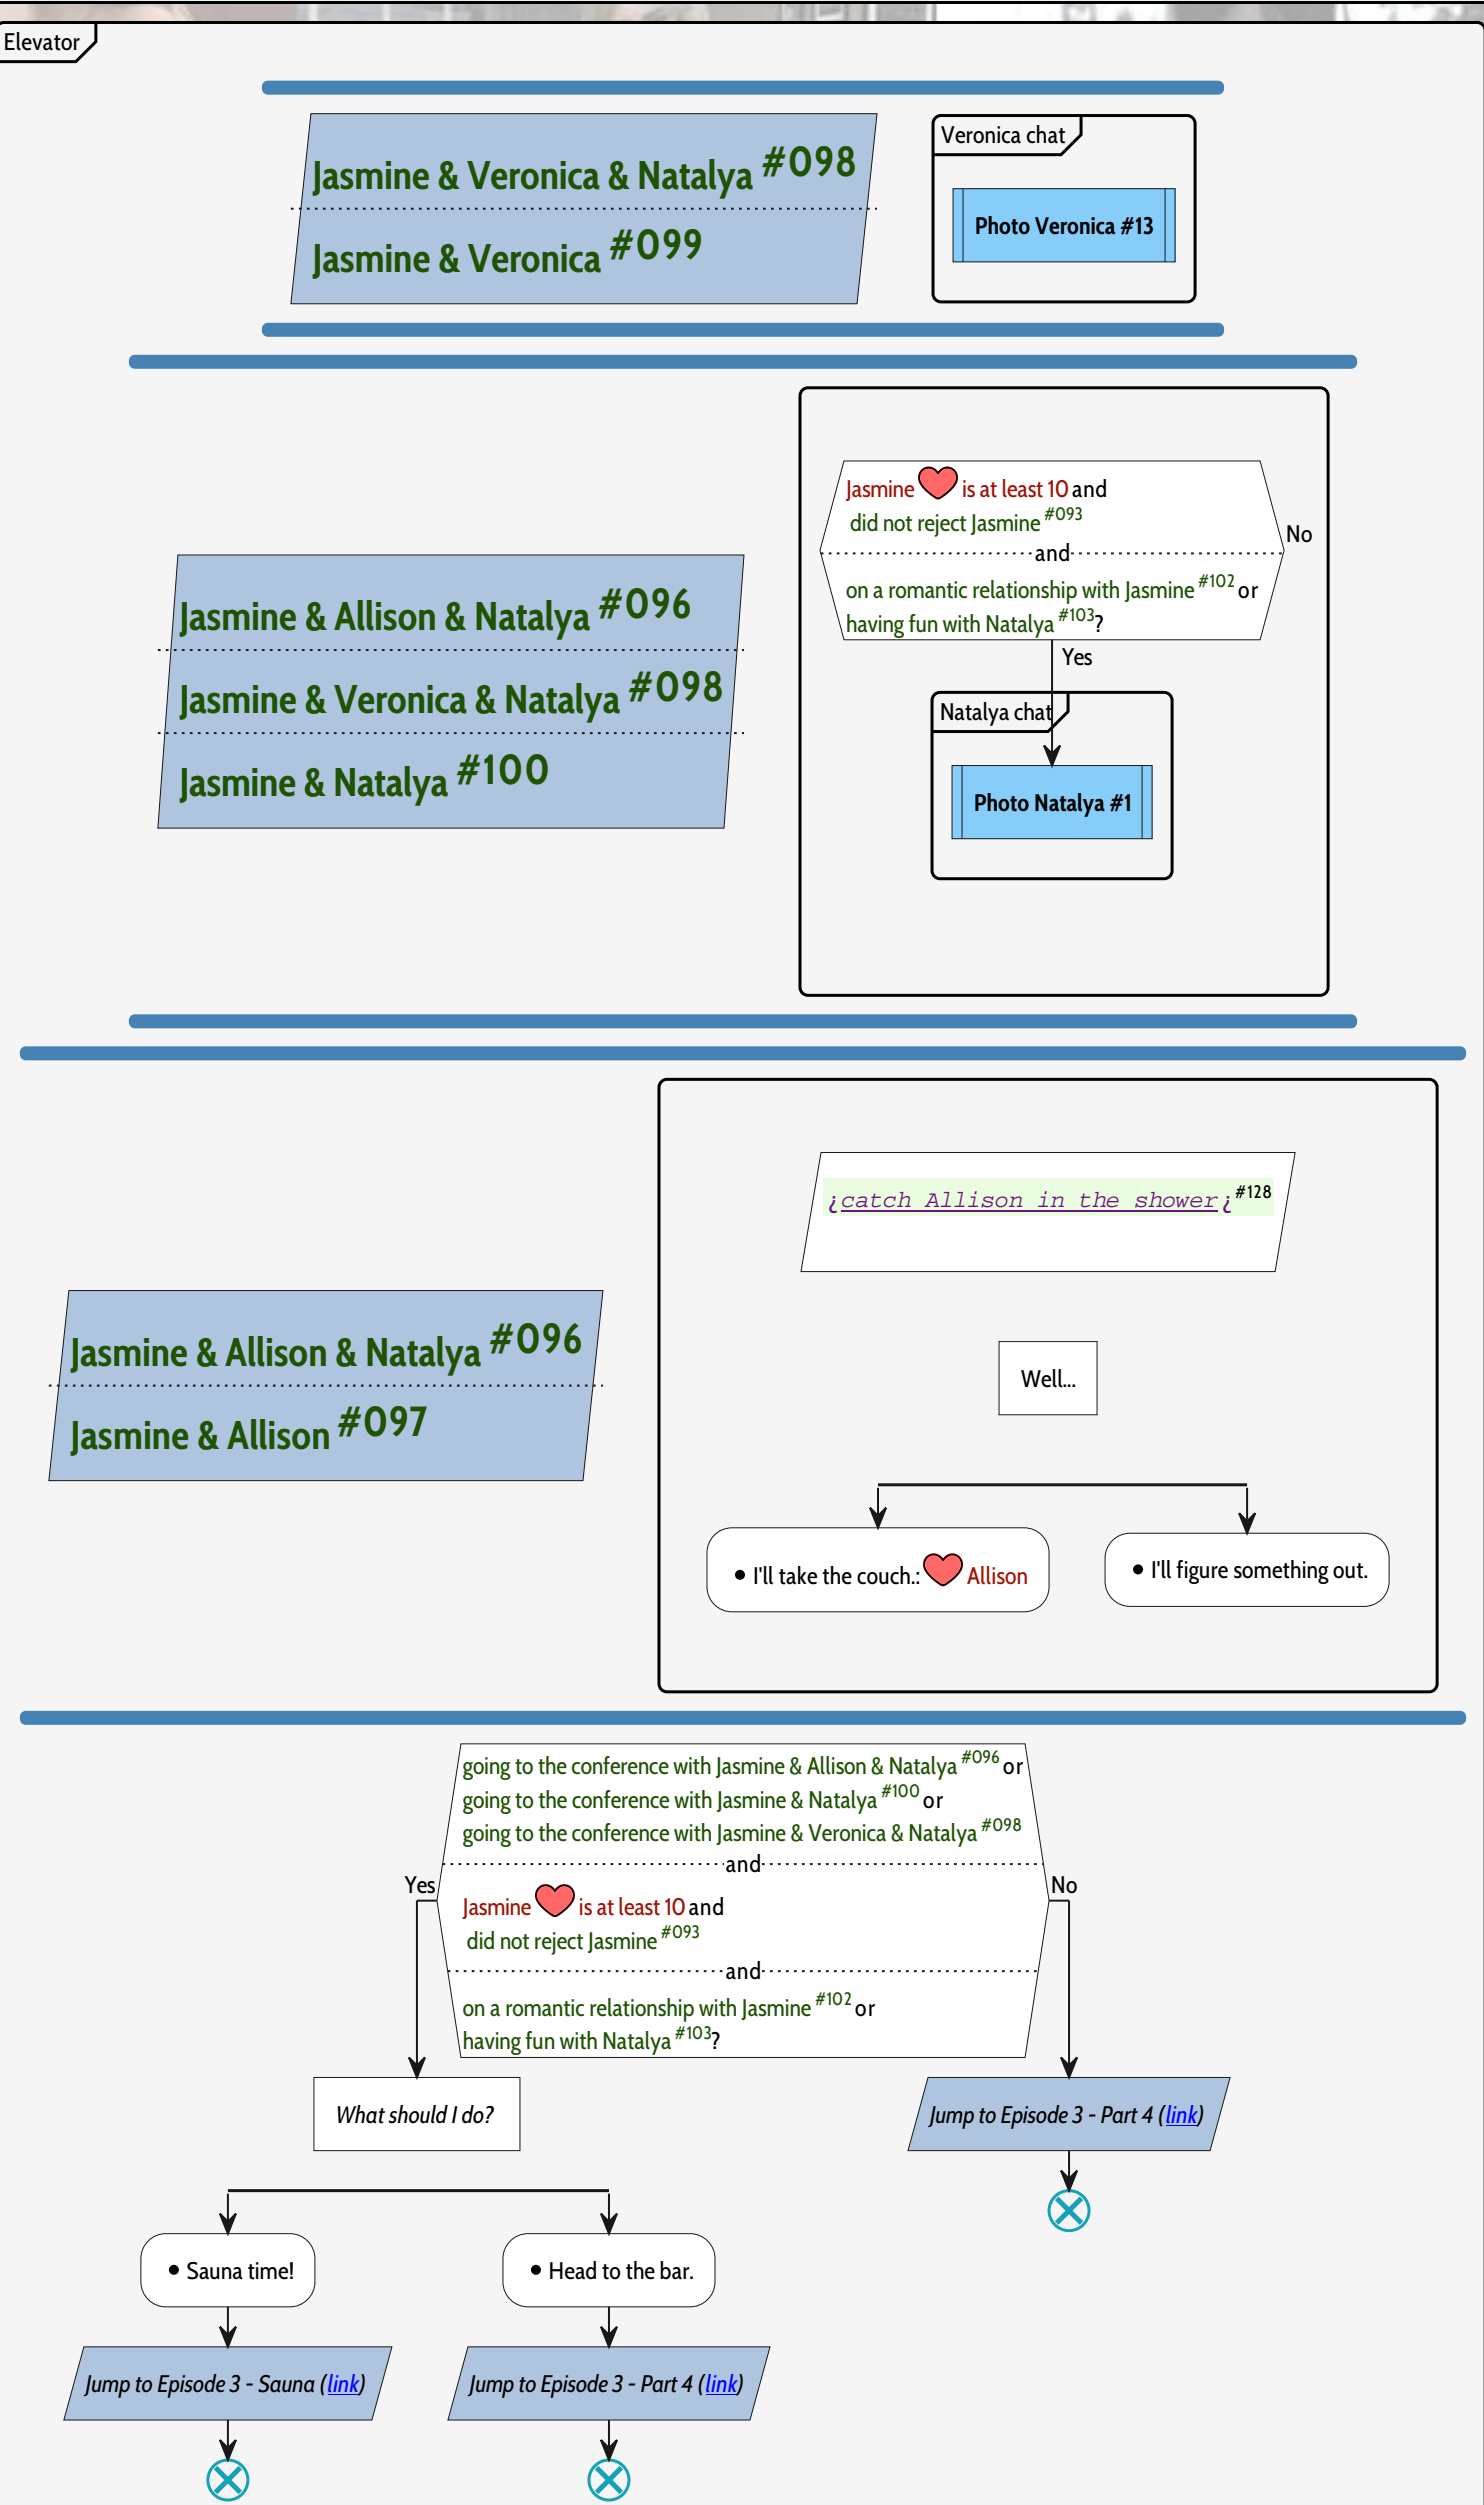 Elevator
Jasmine & Veronica & Natalya #098
Jasmine & Veronica #099
Veronica chat
Photo Veronica #13
Jasmine & Allison & Natalya #096
Jasmine & Veronica & Natalya #098
Jasmine & Natalya #100
Jasmine is at least 10 and
did not reject Jasmine #093
and
on a romantic relationship with Jasmine #102 or
having fun with Natalya #103?
No
Yes
Natalya chat
Photo Natalya #1
Jasmine & Allison & Natalya #096
Jasmine & Allison #097
¿catch Allison in the shower¿ #128
Well...
• I'll take the couch.: Allison
• I'll figure something out.
going to the conference with Jasmine & Allison & Natalya #096 or
going to the conference with Jasmine & Natalya #100 or
going to the conference with Jasmine & Veronica & Natalya #098
and
Jasmine is at least 10 and
did not reject Jasmine #093
and
on a romantic relationship with Jasmine #102 or
having fun with Natalya #103?
Yes
No
What should I do?
Jump to Episode 3 - Part 4 (link)
• Sauna time!
• Head to the bar.
Jump to Episode 3 - Sauna (link)
Jump to Episode 3 - Part 4 (link)